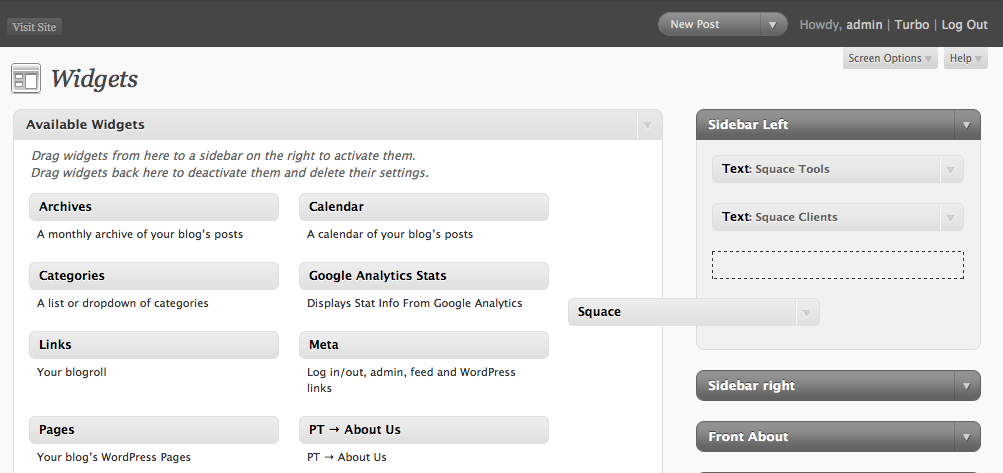 Visit Site
New Post
Howdy, admin | Turbo | Log Out
Screen Options
Help
Widgets
Available Widgets
Drag widgets from here to a sidebar on the right to activate them.
Drag widgets back here to deactivate them and delete their settings.
Archives
A monthly archive of your blog's posts
Calendar
A calendar of your blog's posts
Categories
A list or dropdown of categories
Google Analytics Stats
Displays Stat Info From Google Analytics
Links
Your blogroll
Meta
Log in/out, admin, feed and WordPress
links
Pages
Your blog's WordPress Pages
PT → About Us
PT → About Us
Squace
Sidebar Left
Text: Squace Tools
Text: Squace Clients
Sidebar right
Front About